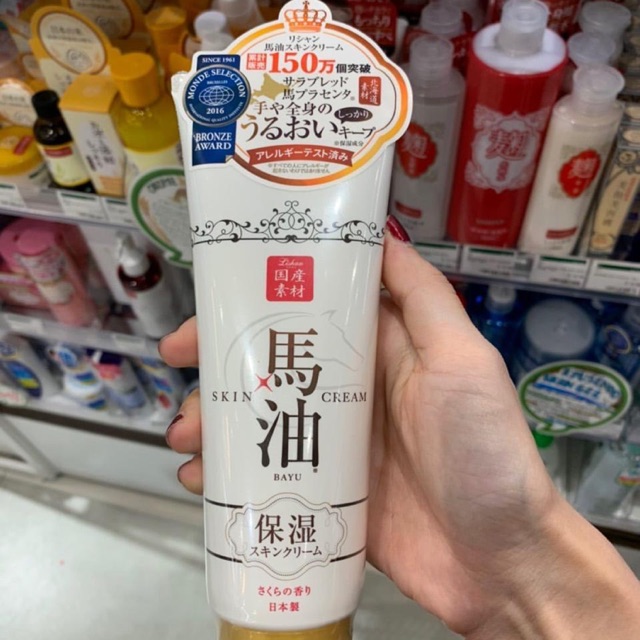 SINCE 1961
MONDE SELECTION
2016
BRONZE AWARD
リシャン
馬油スキンクリーム
150万個突破
サラブレッド
馬プラセンタ
北海道素材
手や全身の
うるおい しっかり キープ
※保湿成分
アレルギーテスト済み
Lishan
国産
素材
馬油
SKIN CREAM
BAYU
保湿
スキンクリーム
さくらの香り
日本製